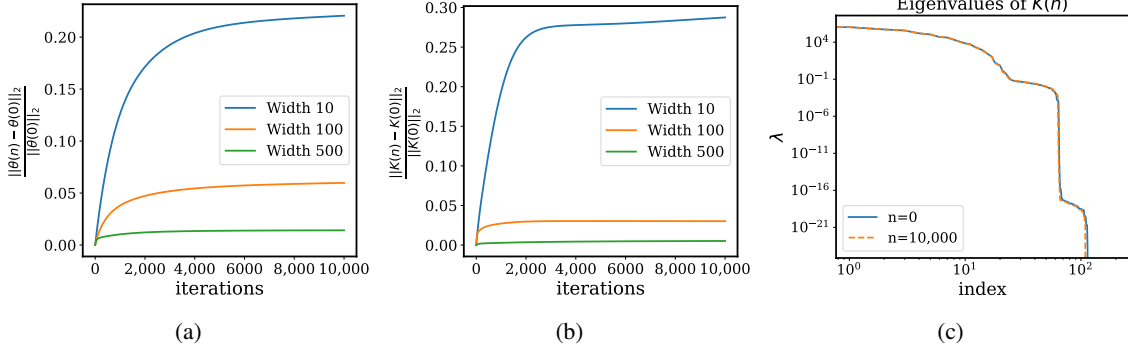 0.20
0.15
0.10
0.05
0.00
||θ(n) − θ(0)||₂
||θ(0)||₂
Width 10
Width 100
Width 500
0 2,000 4,000 6,000 8,000 10,000
iterations
(a)
0.30
0.25
0.20
0.15
0.10
0.05
0.00
||K(n) − K(0)||₂
||K(0)||₂
Width 10
Width 100
Width 500
0 2,000 4,000 6,000 8,000 10,000
iterations
(b)
Eigenvalues of K(n)
10⁴
10⁻¹
10⁻⁶
10⁻¹¹
10⁻¹⁶
10⁻²¹
λ
n=0
n=10,000
10⁰ 10¹ 10²
index
(c)